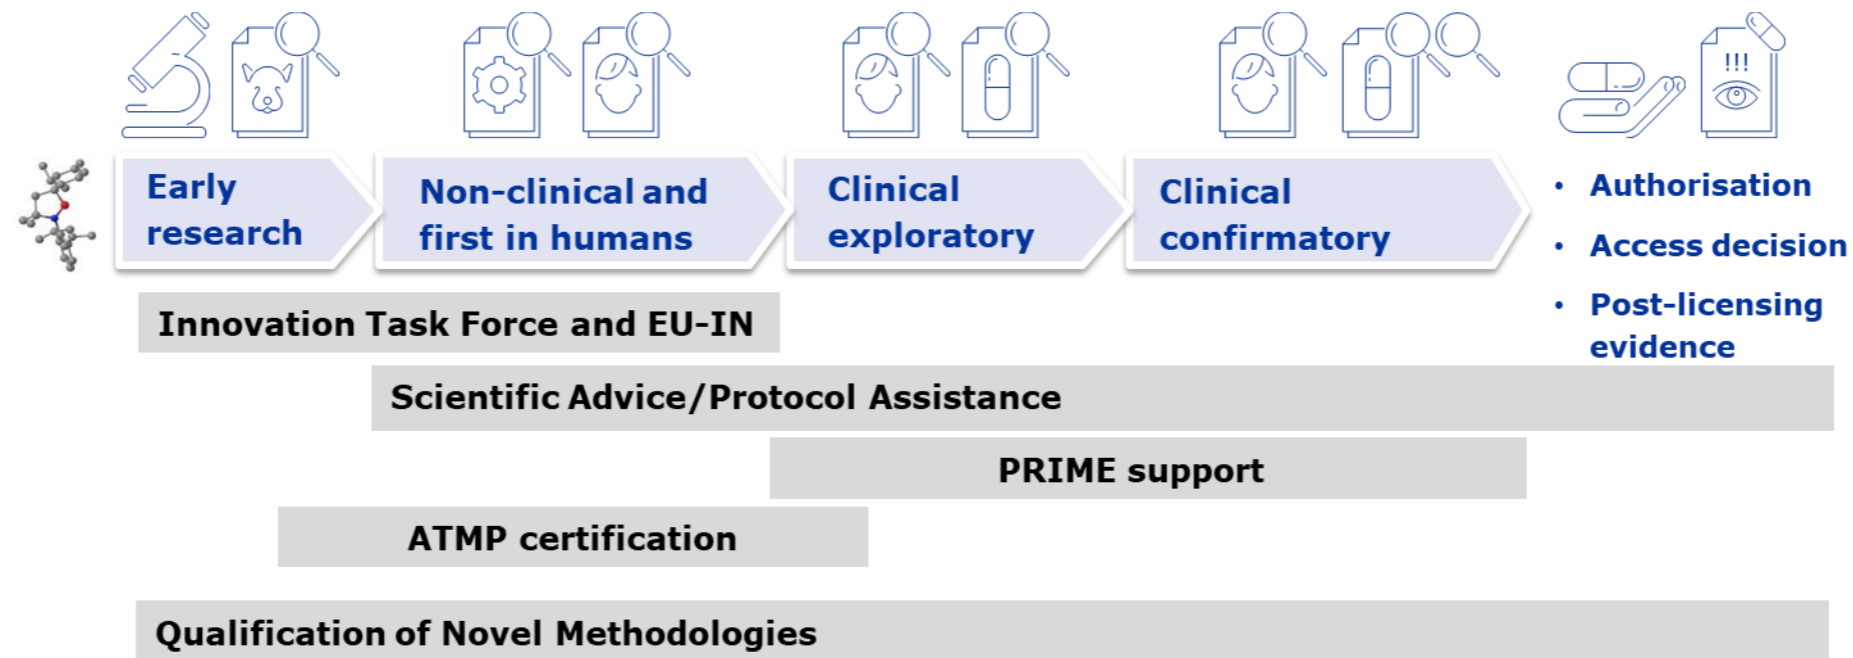 !!!
Early
research
Non-clinical and
first in humans
Clinical
exploratory
Clinical
confirmatory
• Authorisation
• Access decision
• Post-licensing
evidence
Innovation Task Force and EU-IN
Scientific Advice/Protocol Assistance
PRIME support
ATMP certification
Qualification of Novel Methodologies